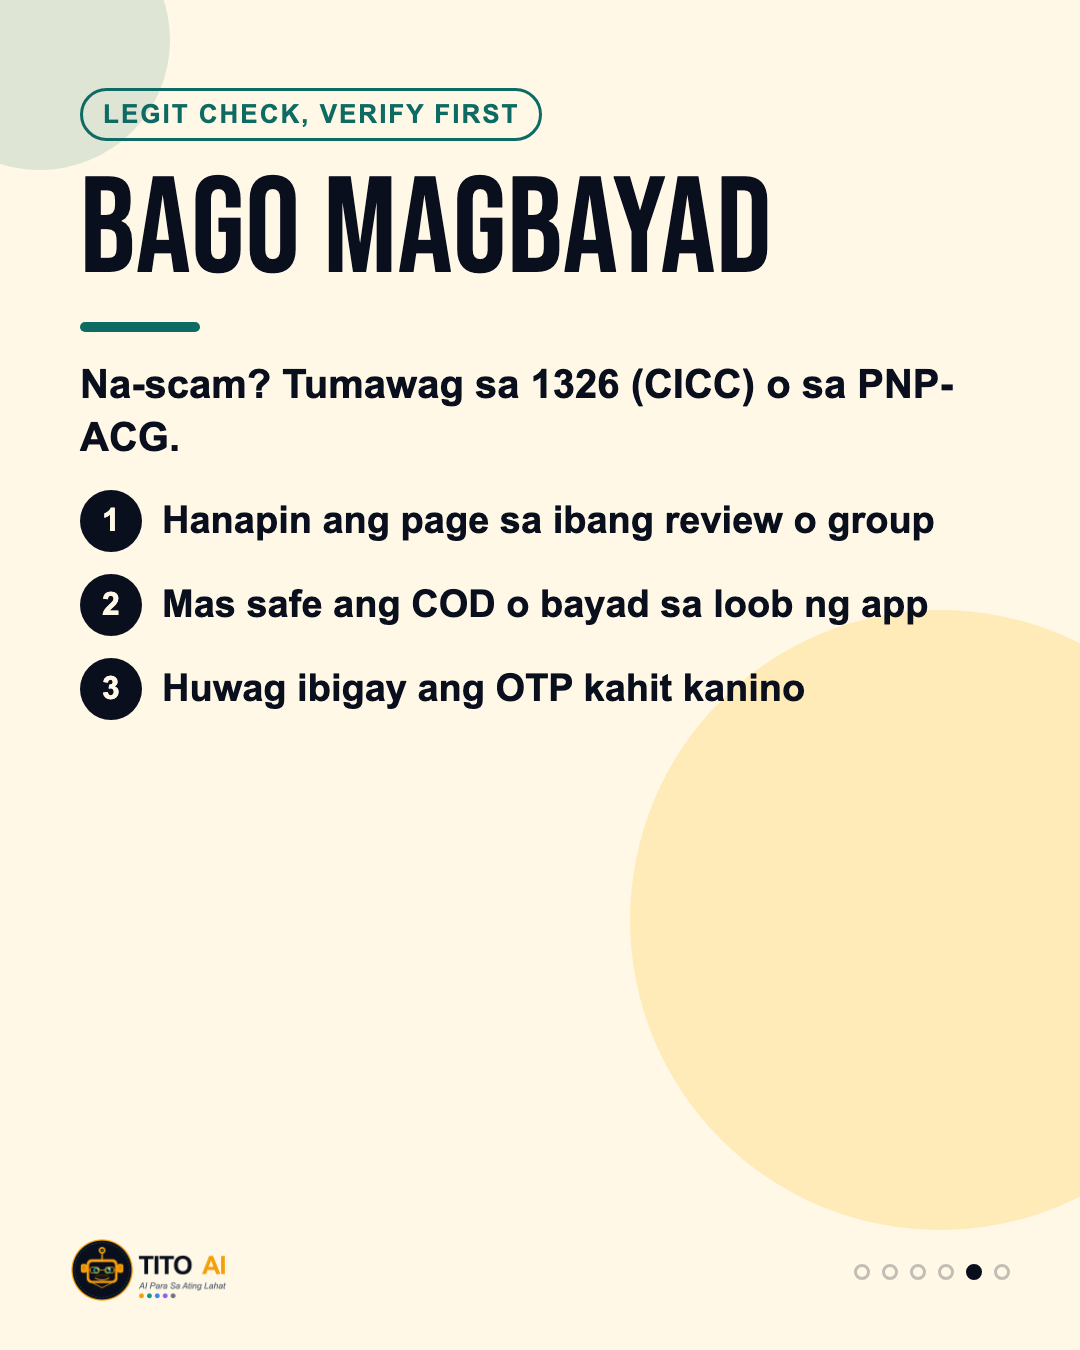 LEGIT CHECK, VERIFY FIRST
BAGO MAGBAYAD
Na-scam? Tumawag sa 1326 (CICC) o sa PNP-
ACG.
1 Hanapin ang page sa ibang review o group
2 Mas safe ang COD o bayad sa loob ng app
3 Huwag ibigay ang OTP kahit kanino
TITO AI
AI Para Sa Ating Lahat